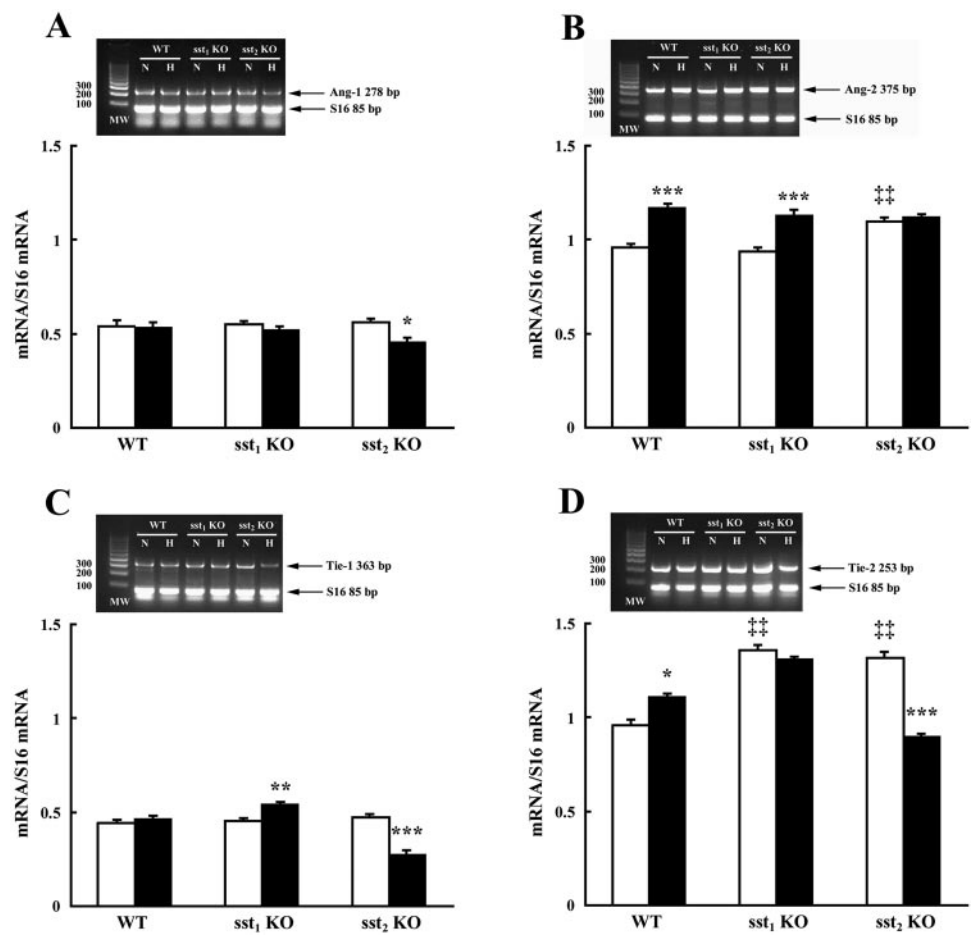 A
WT sst₁ KO sst₂ KO
N H N H N H
300
200
100
MW
Ang-1 278 bp
S16 85 bp
mRNA/S16 mRNA
1.5
1
0.5
0
*
WT sst₁ KO sst₂ KO
B
WT sst₁ KO sst₂ KO
N H N H N H
300
200
100
MW
Ang-2 375 bp
S16 85 bp
mRNA/S16 mRNA
1.5
1
0.5
0
*** *** ‡‡
‡‡
WT sst₁ KO sst₂ KO
C
WT sst₁ KO sst₂ KO
N H N H N H
300
200
100
MW
Tie-1 363 bp
S16 85 bp
mRNA/S16 mRNA
1.5
1
0.5
0
** ***
WT sst₁ KO sst₂ KO
D
WT sst₁ KO sst₂ KO
N H N H N H
300
200
100
MW
Tie-2 253 bp
S16 85 bp
mRNA/S16 mRNA
1.5
1
0.5
0
‡‡ ‡‡
‡‡ ‡‡
* ***
WT sst₁ KO sst₂ KO